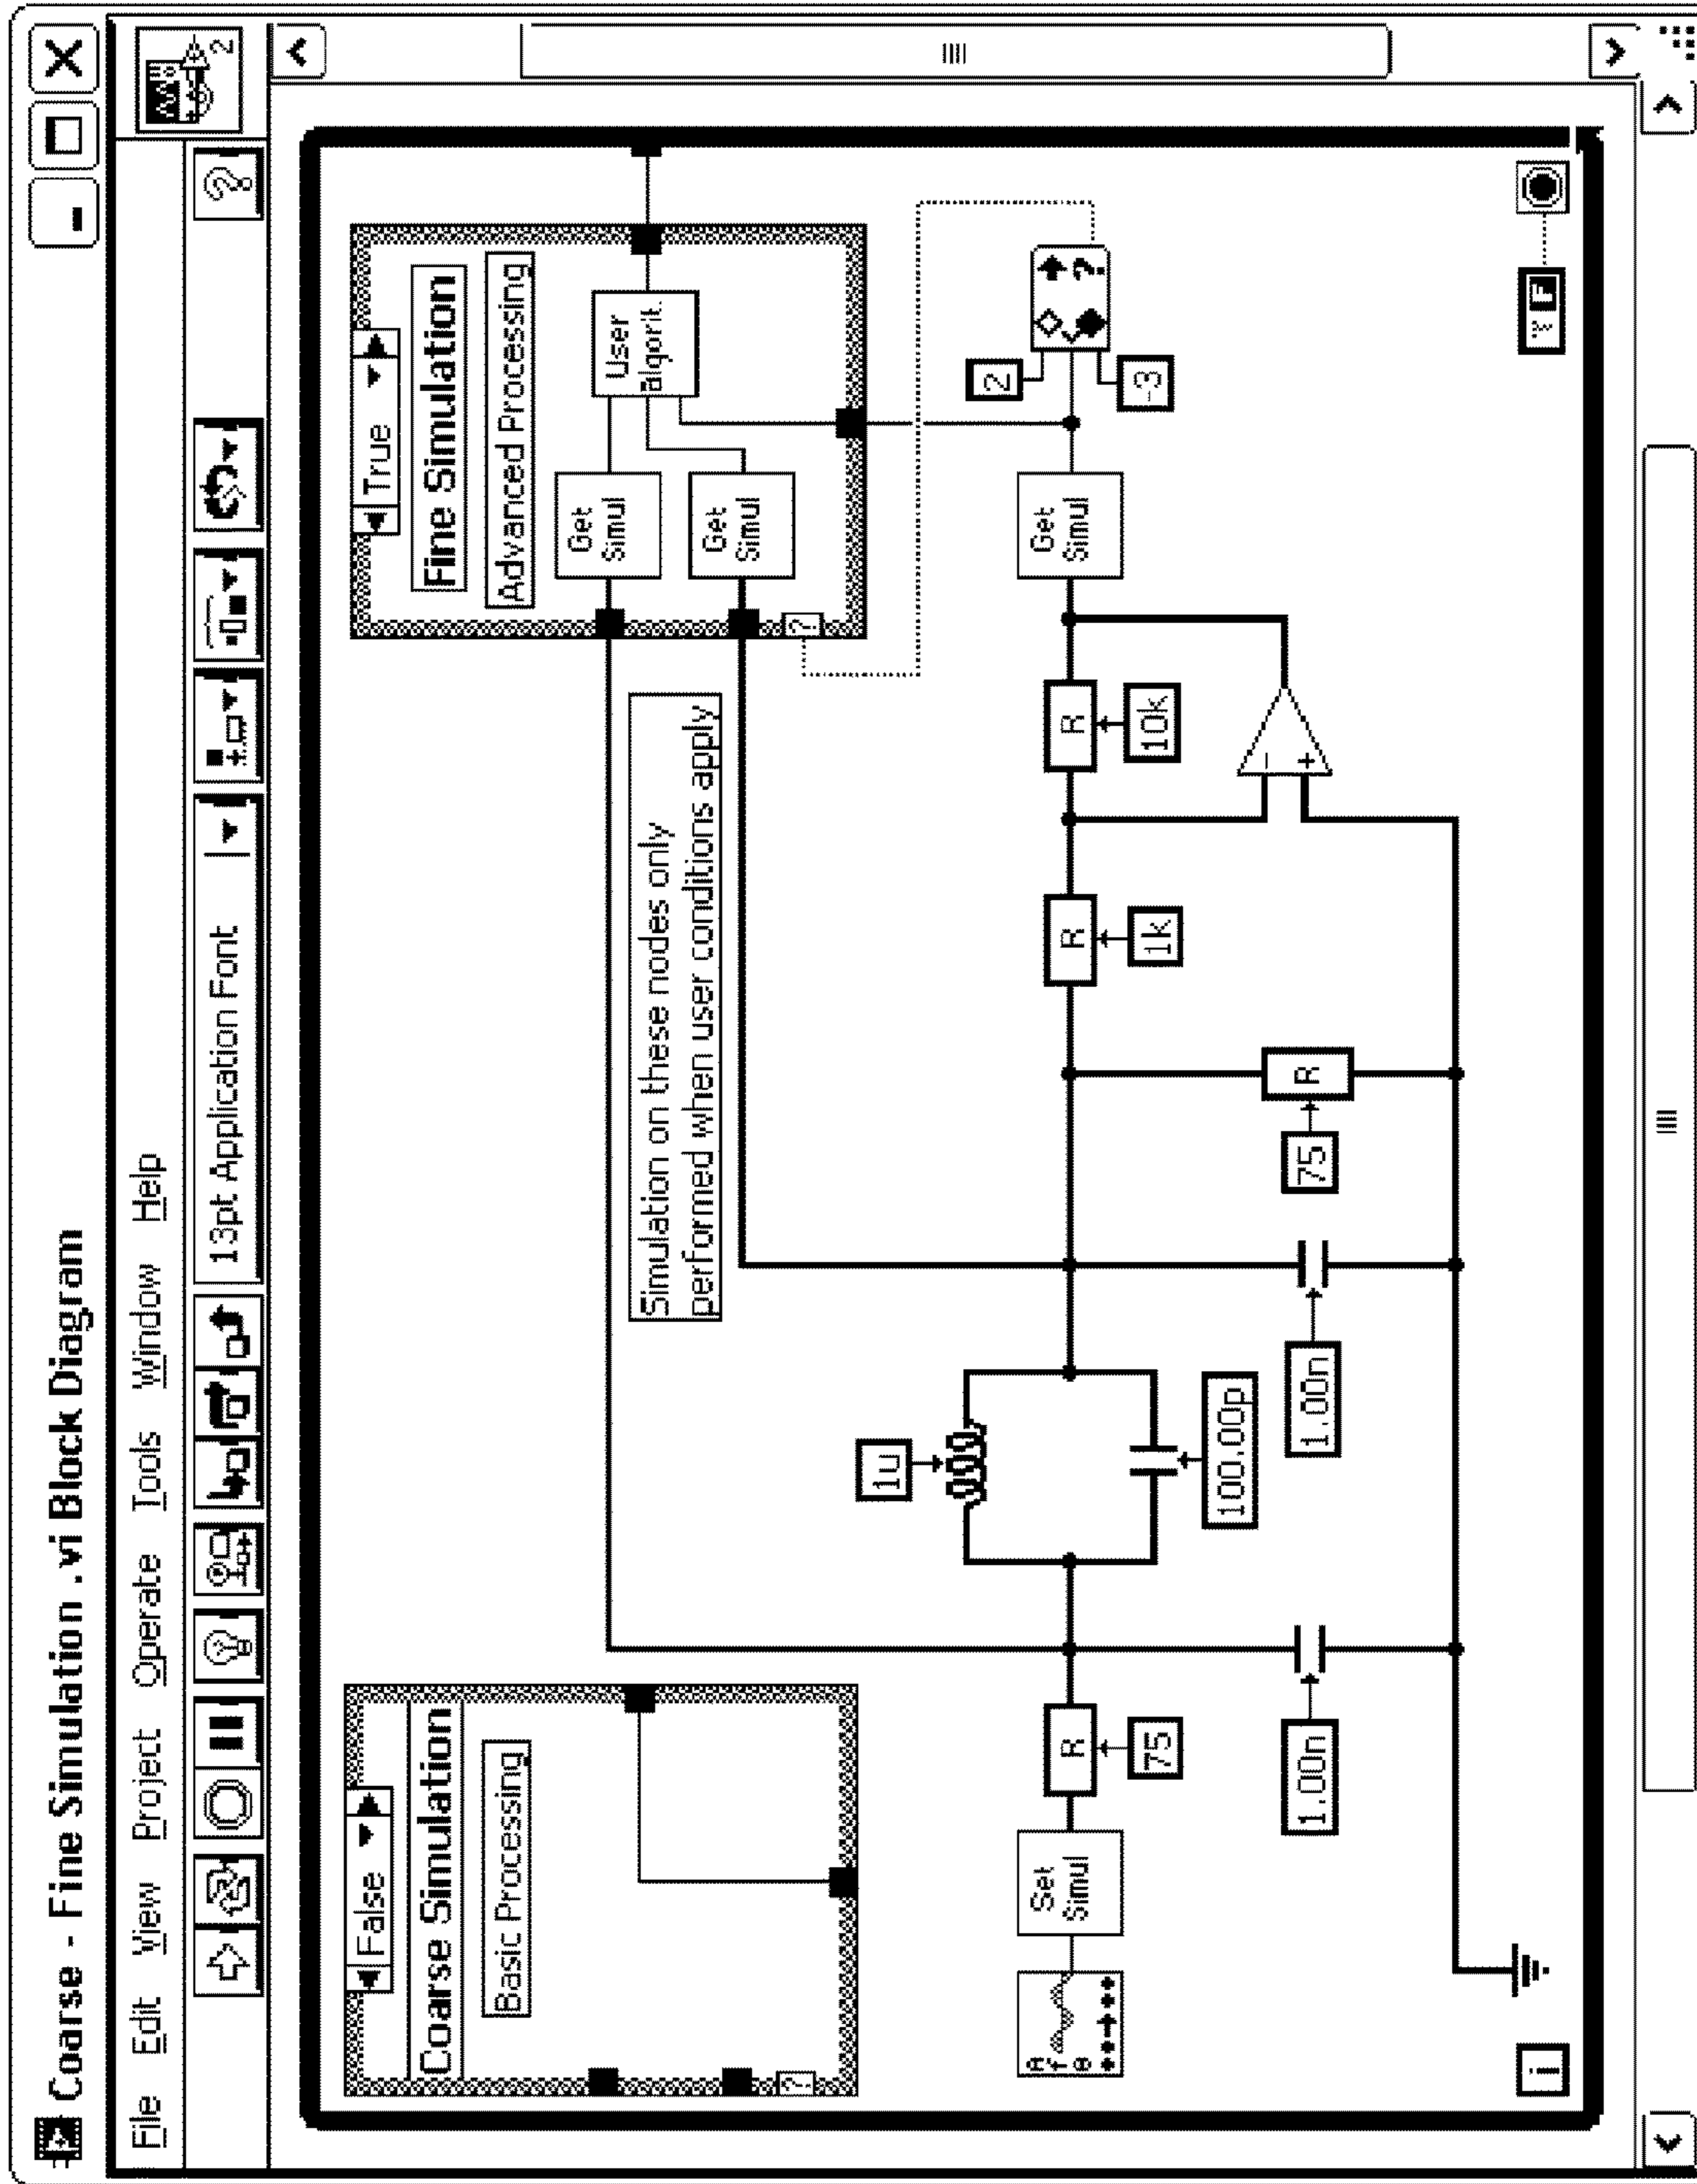 Coarse - Fine Simulation .vi Block Diagram
File Edit View Project Operate Tools Window Help
13pt Application Font
?
2
False
Coarse Simulation
Basic Processing
?
True
Fine Simulation
Advanced Processing
Get
Simul
Get
Simul
User
algorit.
?
Simulation on these nodes only
performed when user conditions apply
Set
Simul
R
75
1.00n
1u
100.00p
1.00n
R
75
R
1k
R
10k
-
+
Get
Simul
2
-3
?
i
F